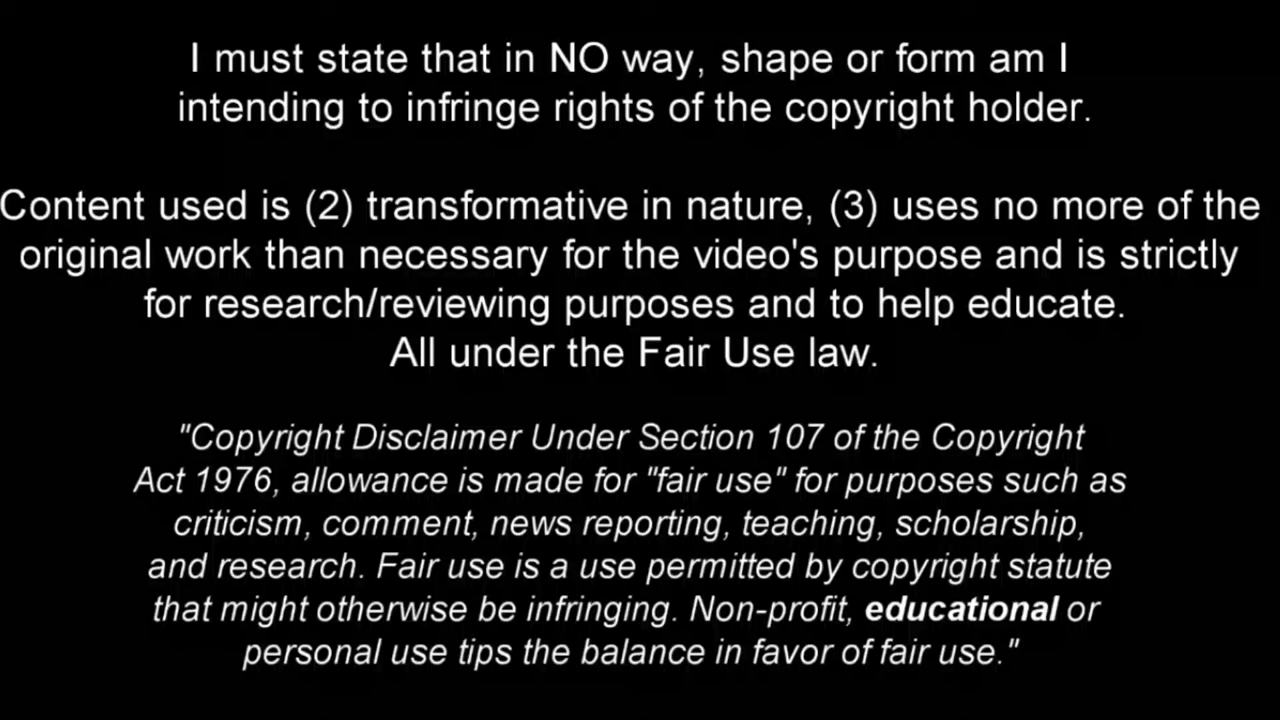 I must state that in NO way, shape or form am I
intending to infringe rights of the copyright holder.
Content used is (2) transformative in nature, (3) uses no more of the
original work than necessary for the video's purpose and is strictly
for research/reviewing purposes and to help educate.
All under the Fair Use law.
"Copyright Disclaimer Under Section 107 of the Copyright
Act 1976, allowance is made for "fair use" for purposes such as
criticism, comment, news reporting, teaching, scholarship,
and research. Fair use is a use permitted by copyright statute
that might otherwise be infringing. Non-profit, educational or
personal use tips the balance in favor of fair use."